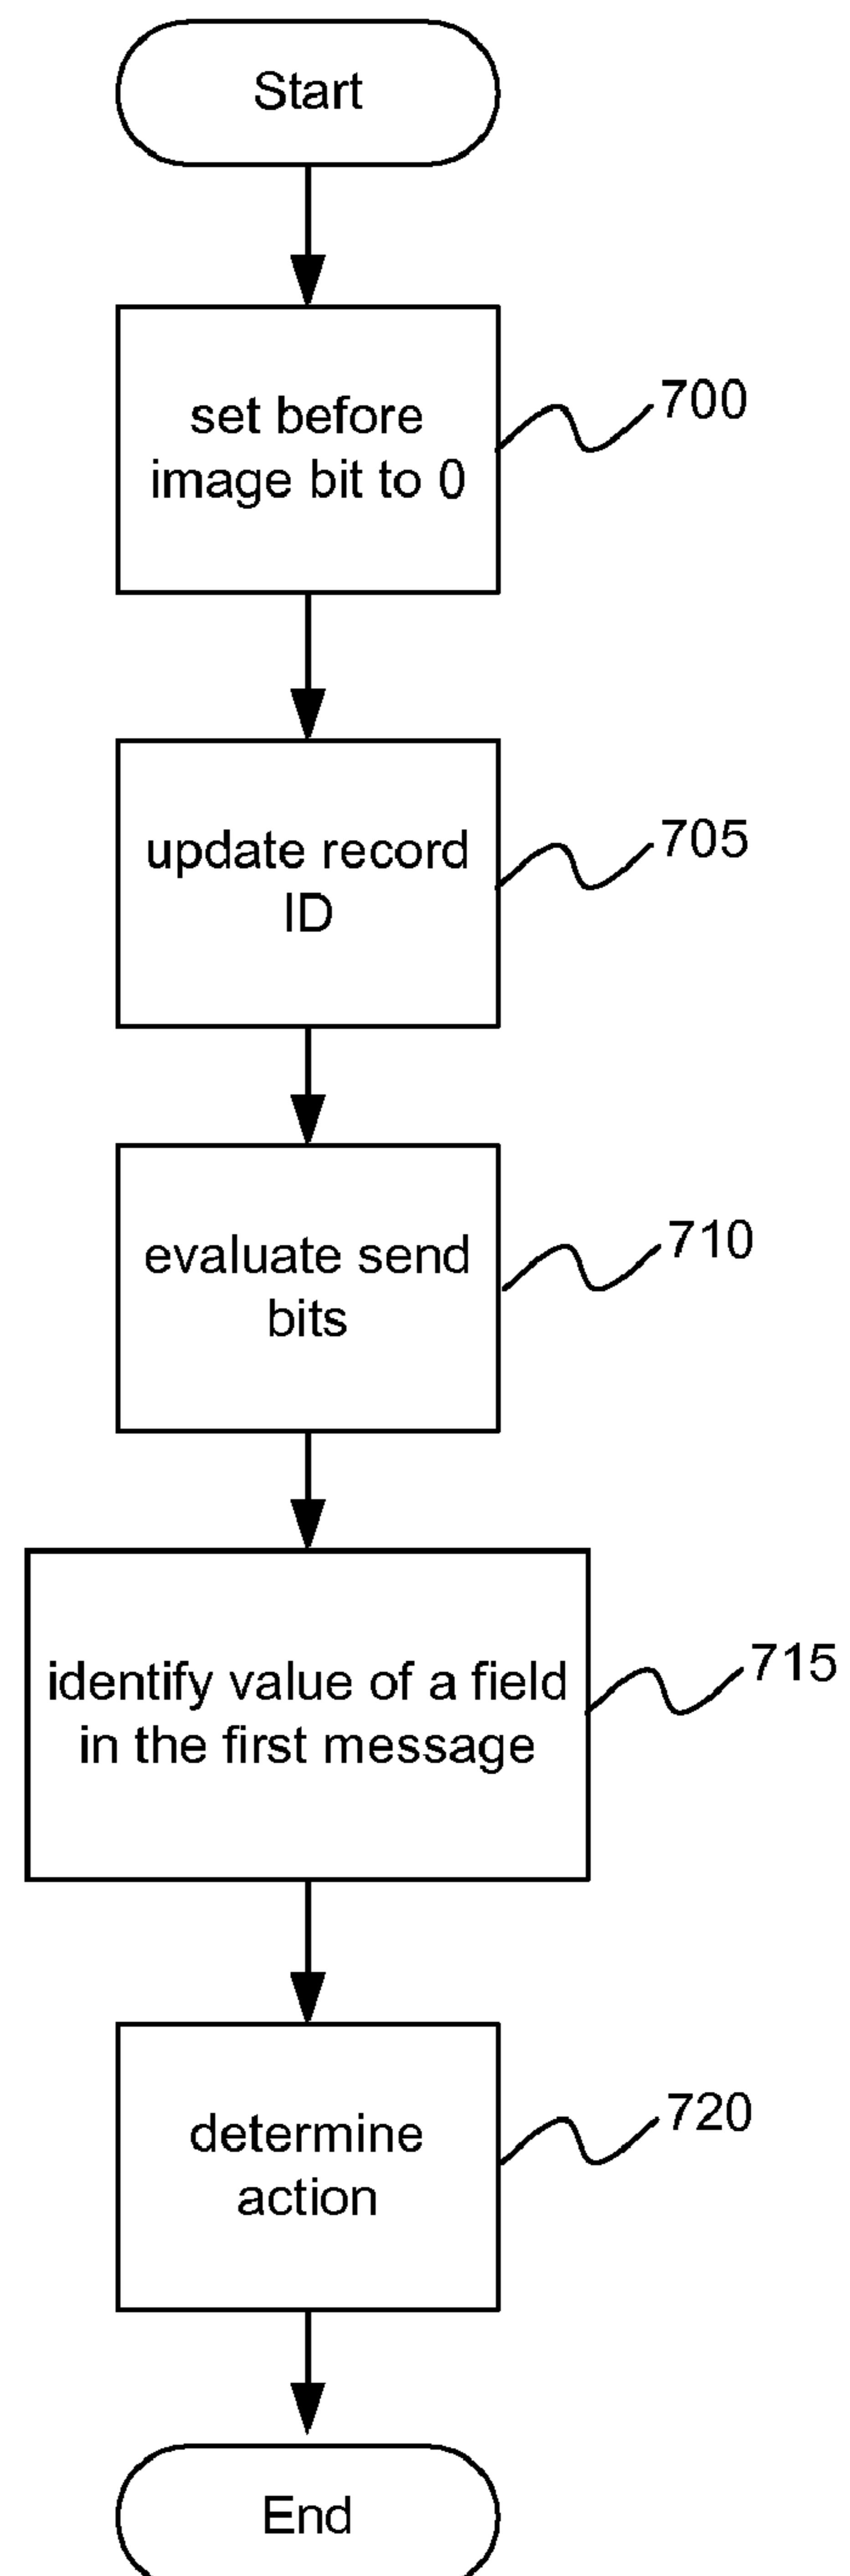 Start
set before
image bit to 0
700
update record
ID
705
evaluate send
bits
710
identify value of a field
in the first message
715
determine
action
720
End